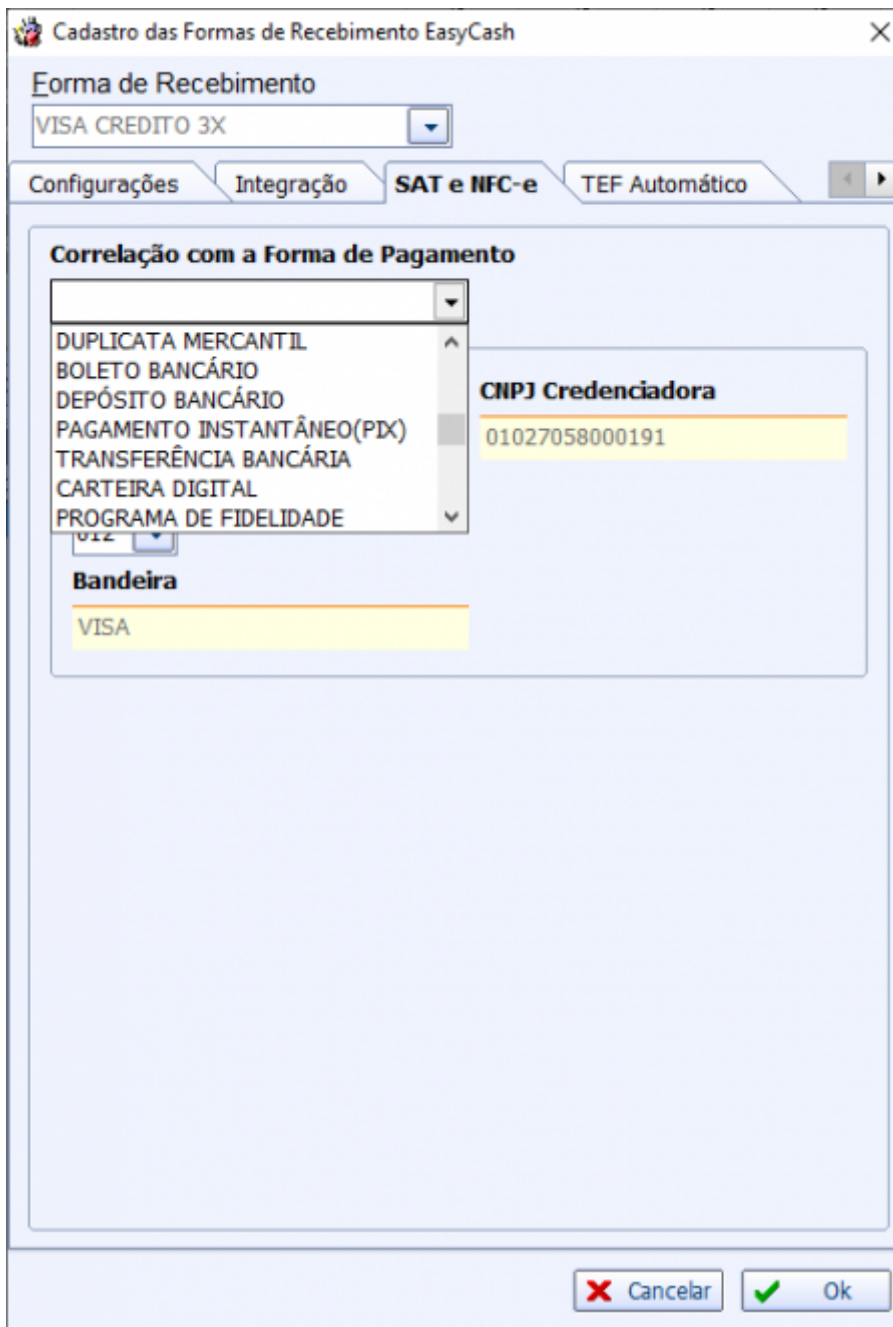 Cadastro das Formas de Recebimento EasyCash
Forma de Recebimento
VISA CREDITO 3X
Configurações Integração SAT e NFC-e TEF Automático
Correlação com a Forma de Pagamento
DUPLICATA MERCANTIL
BOLETO BANCÁRIO
DEPÓSITO BANCÁRIO
PAGAMENTO INSTANTÂNEO(PIX)
TRANSFERÊNCIA BANCÁRIA
CARTEIRA DIGITAL
PROGRAMA DE FIDELIDADE
CNPJ Credenciadora
01027058000191
012
Bandeira
VISA
Cancelar Ok